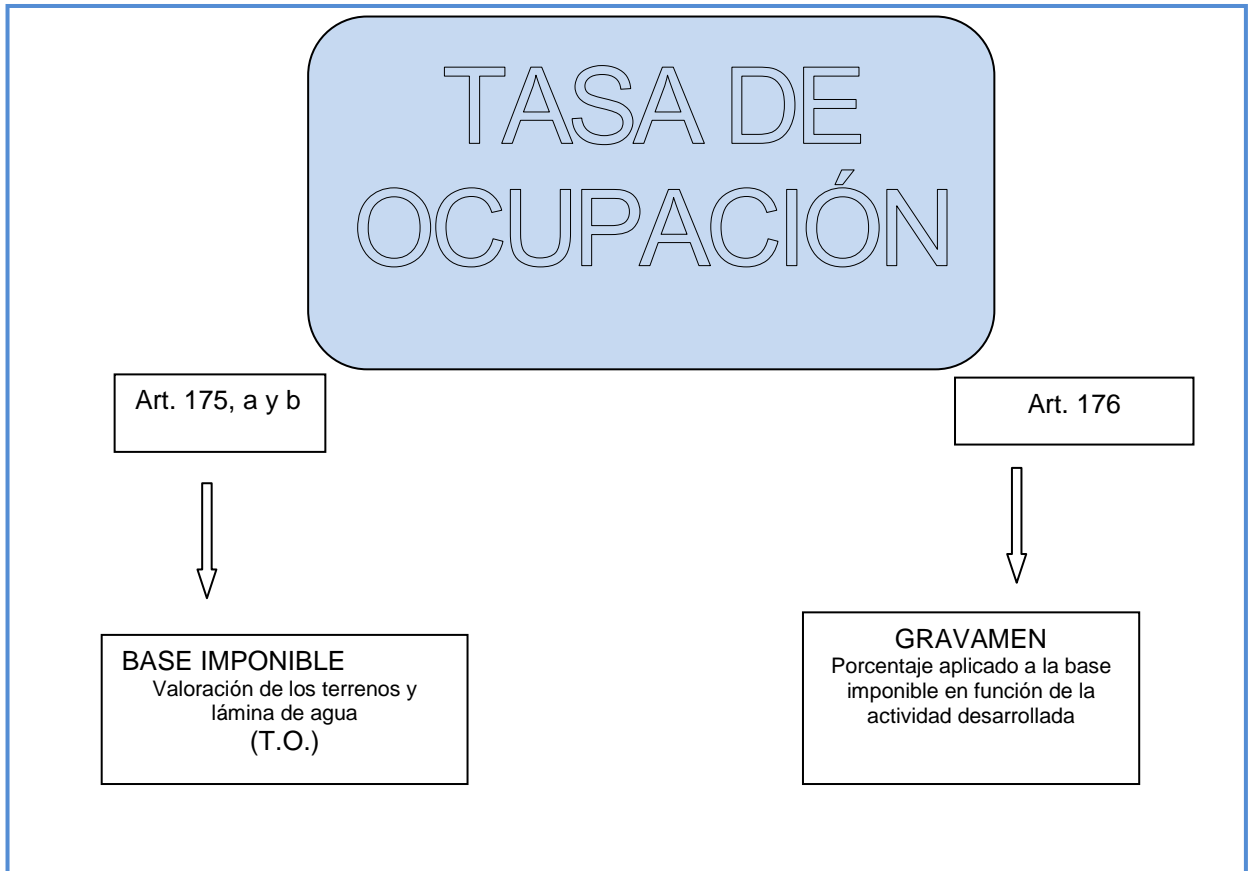 TASA DE
OCUPACIÓN
Art. 175, a y b
Art. 176
BASE IMPONIBLE
Valoración de los terrenos y
lámina de agua
(T.O.)
GRAVAMEN
Porcentaje aplicado a la base
imponible en función de la
actividad desarrollada